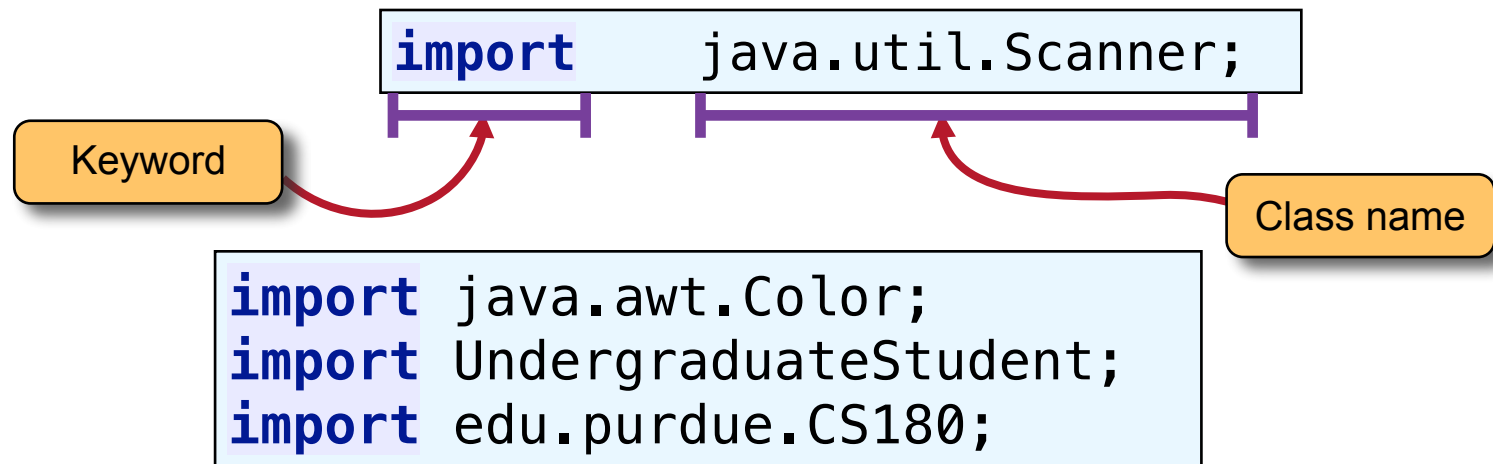 import java.util.Scanner;
Keyword
Class name
import java.awt.Color;
import UndergraduateStudent;
import edu.purdue.CS180;